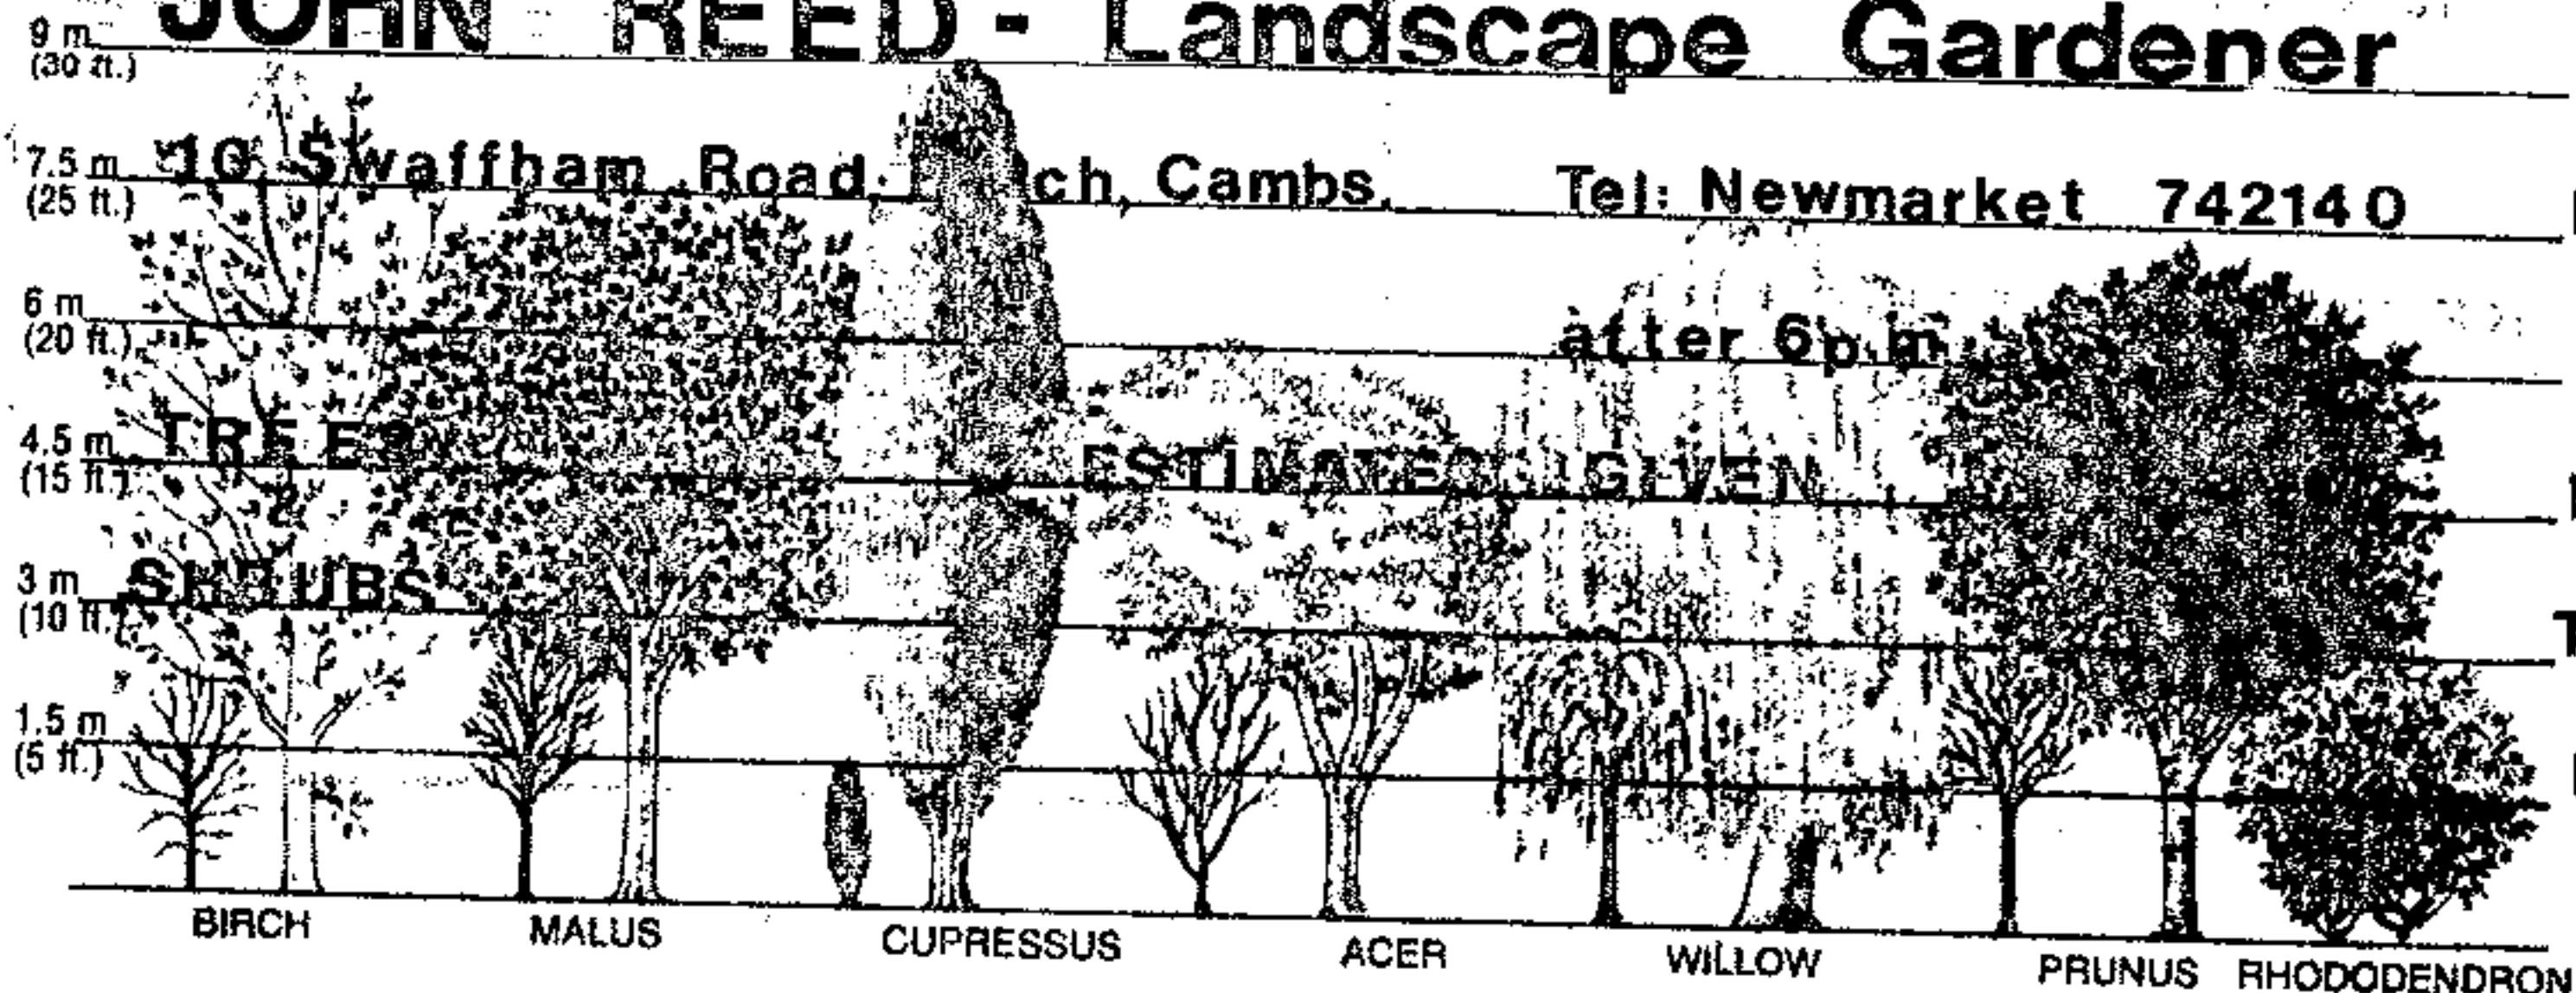 JOHN REED - Landscape Gardener
9 m
(30 ft.)
10 Swaffham Road, ch, Cambs. Tel: Newmarket 742140
7.5 m
(25 ft.)
after 6p.m.
6 m
(20 ft.)
TREES ESTIMATES GIVEN
4.5 m
(15 ft.)
SHRUBS
3 m
(10 ft.)
1.5 m
(5 ft.)
BIRCH MALUS CUPRESSUS ACER WILLOW PRUNUS RHODODENDRON